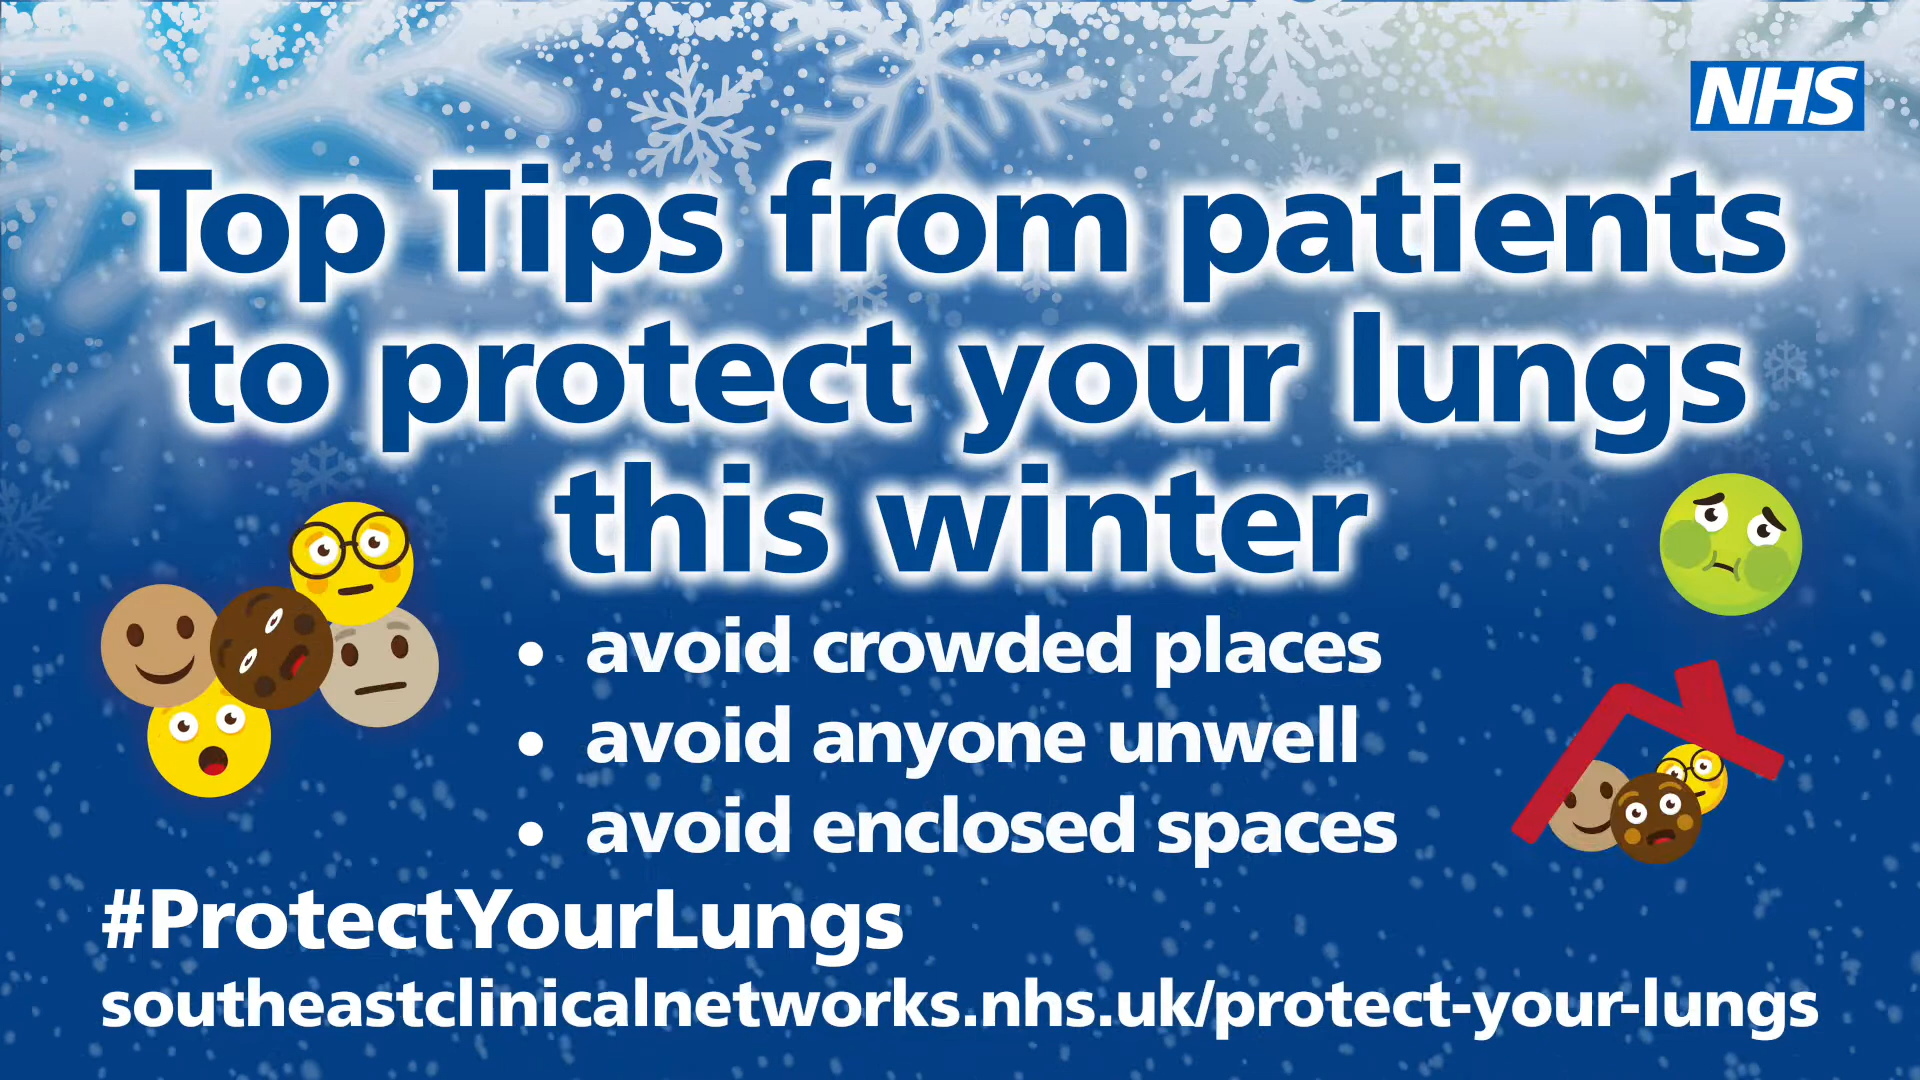 NHS
Top Tips from patients
to protect your lungs
this winter
• avoid crowded places
• avoid anyone unwell
• avoid enclosed spaces
#ProtectYourLungs
southeastclinicalnetworks.nhs.uk/protect-your-lungs